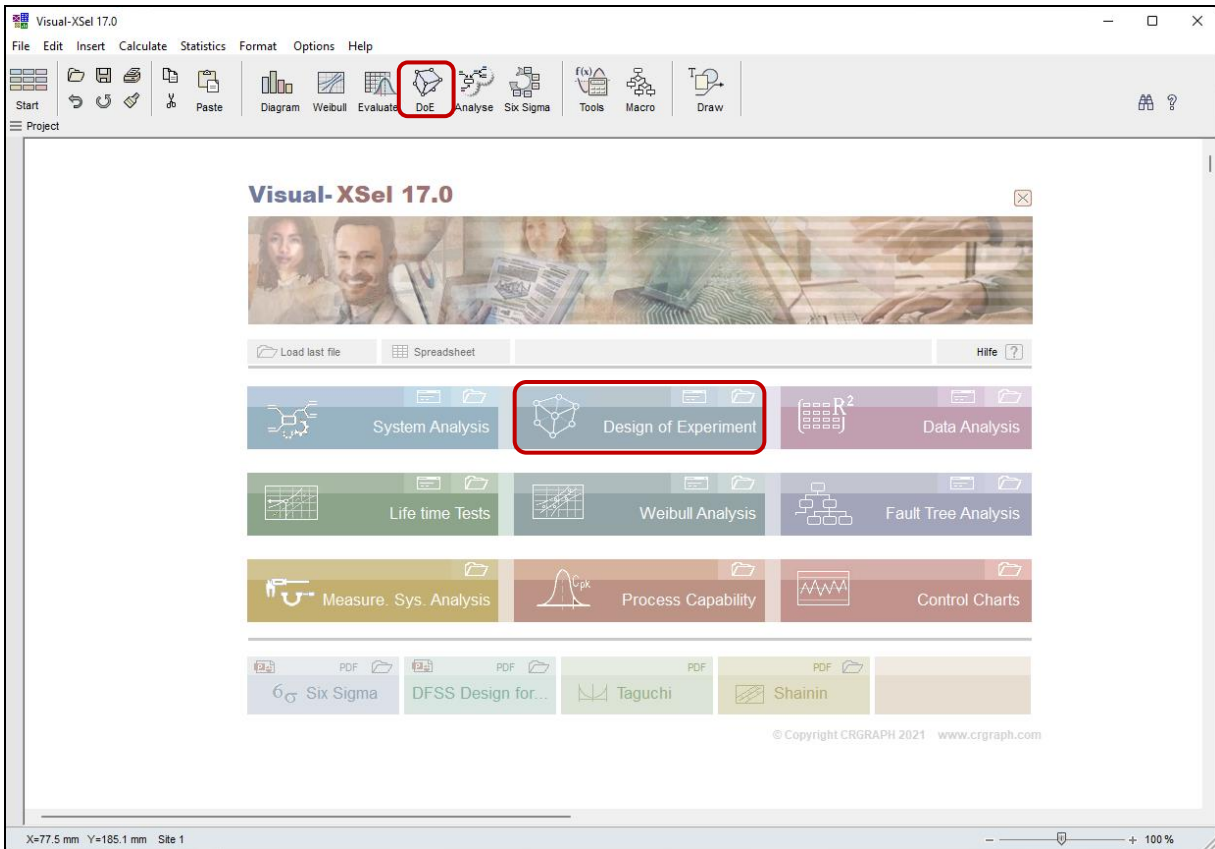 Visual-XSel 17.0
File Edit Insert Calculate Statistics Format Options Help
Start Paste Diagram Weibull Evaluate DoE Analyse Six Sigma f(x) Tools Macro T Draw
Project
Visual-XSel 17.0
Load last file Spreadsheet Hilfe ?
System Analysis Design of Experiment R² Data Analysis
Life time Tests Weibull Analysis Fault Tree Analysis
Measure. Sys. Analysis Cpk Process Capability Control Charts
PDF PDF PDF PDF
6σ Six Sigma DFSS Design for... Taguchi Shainin
© Copyright CRGRAPH 2021 www.crgraph.com
X=77.5 mm Y=185.1 mm Site 1 − + 100 %